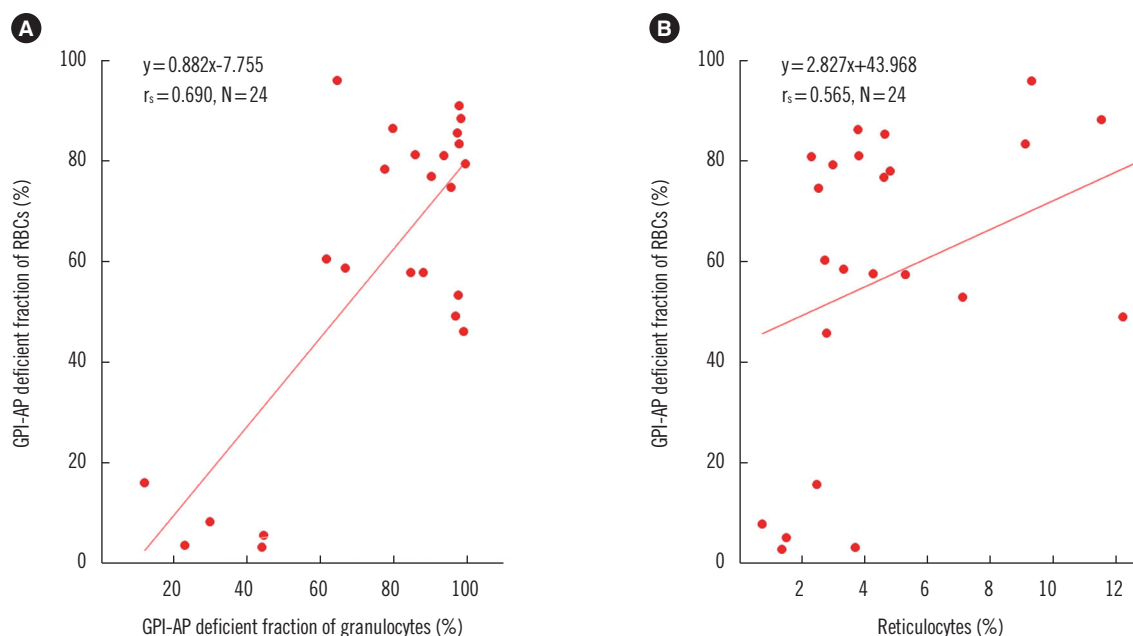 A
y=0.882x-7.755
rs=0.690, N=24
100
80
60
40
20
0
GPI-AP deficient fraction of RBCs (%)
20 40 60 80 100
GPI-AP deficient fraction of granulocytes (%)
B
y=2.827x+43.968
rs=0.565, N=24
100
80
60
40
20
0
GPI-AP deficient fraction of RBCs (%)
2 4 6 8 10 12
Reticulocytes (%)